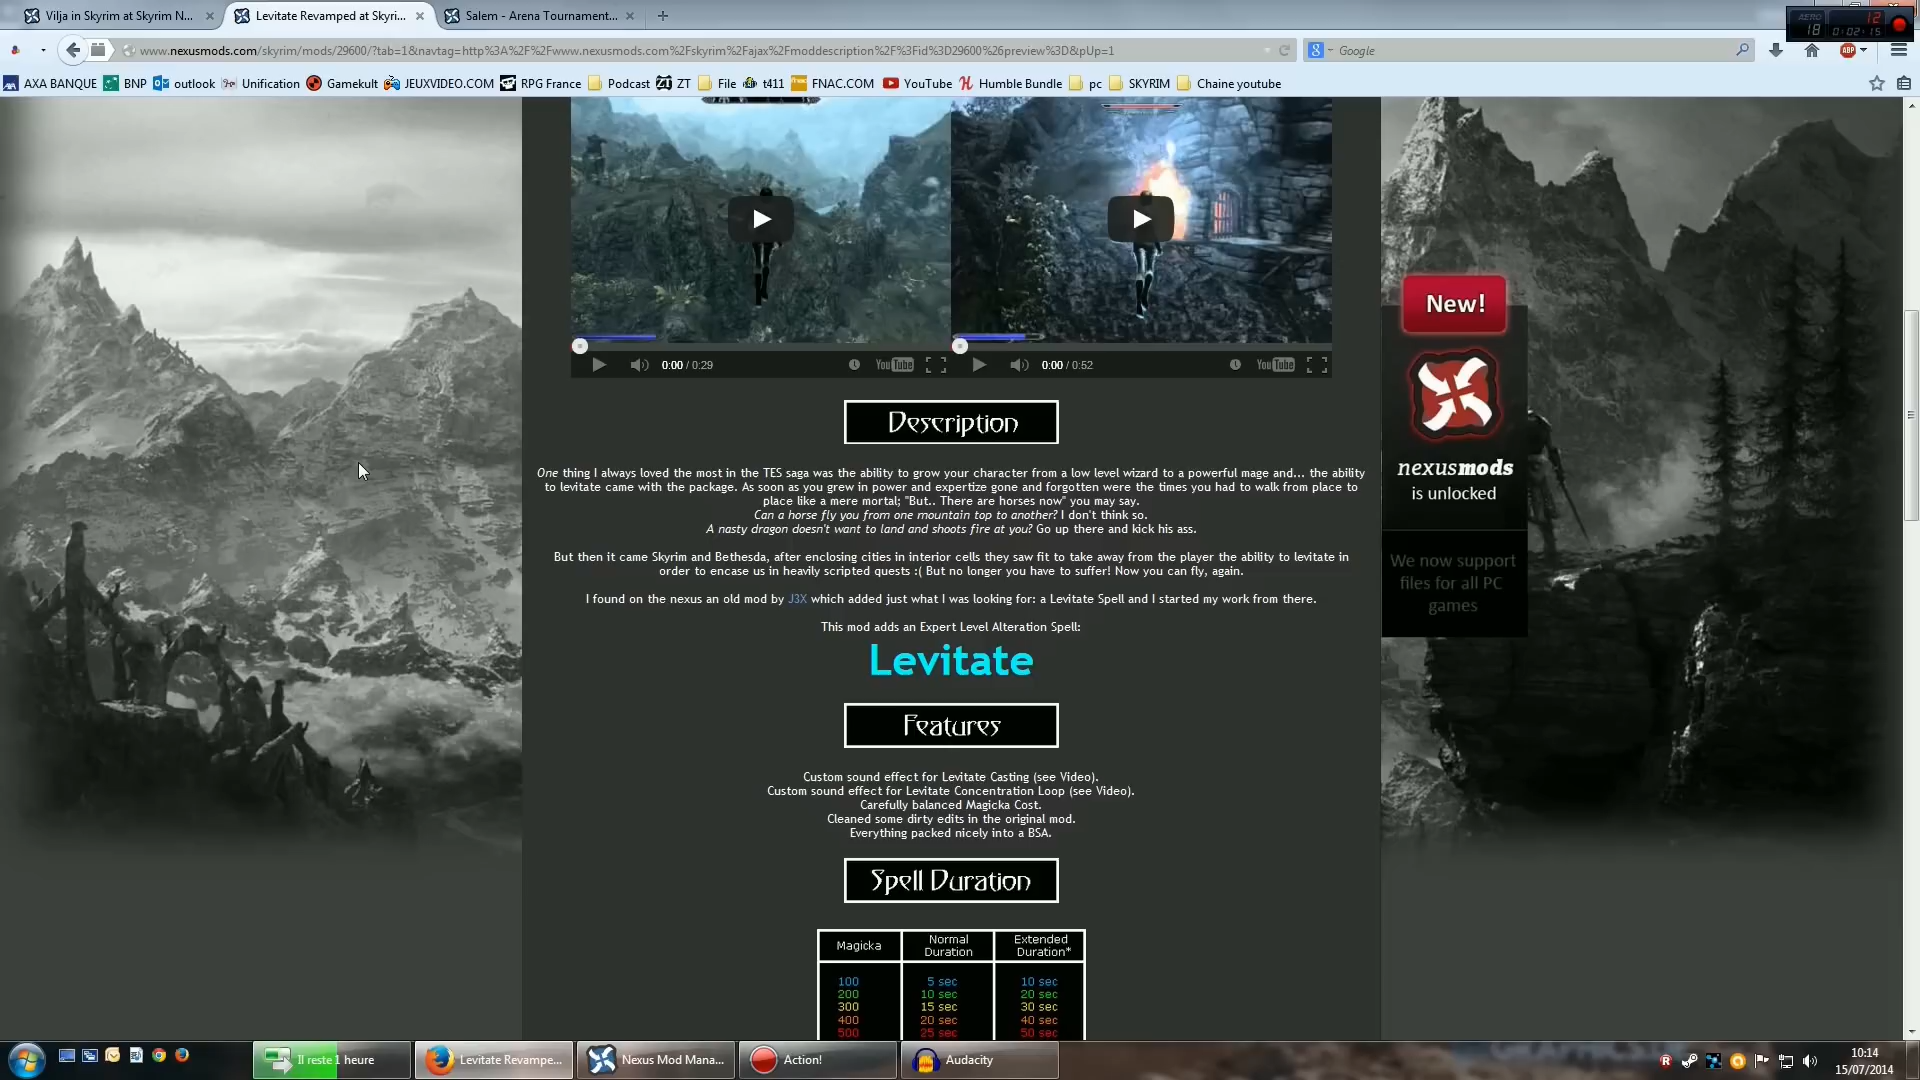 Vilja in Skyrim at Skyrim N...
Levitate Revamped at Skyri...
Salem - Arena Tournament...
www.nexusmods.com/skyrim/mods/29600/?tab=1&navtag=http%3A%2F%2Fwww.nexusmods.com%2Fskyrim%2Fajax%2Fmoddescription%2F%3Fid%3D29600%26preview%3D&pUp=1
Google
ABP
18 12 0:02:15
AXA BANQUE BNP outlook Unification Gamekult JEUXVIDEO.COM RPG France Podcast ZT File t411 FNAC.COM YouTube Humble Bundle pc SKYRIM Chaine youtube
0:00 / 0:29 YouTube
0:00 / 0:52 YouTube
Description
One thing I always loved the most in the TES saga was the ability to grow your character from a low level wizard to a powerful mage and... the ability
to levitate came with the package. As soon as you grew in power and expertize gone and forgotten were the times you had to walk from place to
place like a mere mortal; "But.. There are horses now" you may say.
Can a horse fly you from one mountain top to another? I don't think so.
A nasty dragon doesn't want to land and shoots fire at you? Go up there and kick his ass.
But then it came Skyrim and Bethesda, after enclosing cities in interior cells they saw fit to take away from the player the ability to levitate in
order to encase us in heavily scripted quests :( But no longer you have to suffer! Now you can fly, again.
I found on the nexus an old mod by J3X which added just what I was looking for: a Levitate Spell and I started my work from there.
This mod adds an Expert Level Alteration Spell:
Levitate
Features
Custom sound effect for Levitate Casting (see Video).
Custom sound effect for Levitate Concentration Loop (see Video).
Carefully balanced Magicka Cost.
Cleaned some dirty edits in the original mod.
Everything packed nicely into a BSA.
Spell Duration
Magicka Normal Duration Extended Duration*
100 5 sec 10 sec
200 10 sec 20 sec
300 15 sec 30 sec
400 20 sec 40 sec
500 25 sec 50 sec
New!
nexusmods
is unlocked
We now support
files for all PC
games
Il reste 1 heure
Levitate Revampe...
Nexus Mod Mana...
Action!
Audacity
10:14
15/07/2014